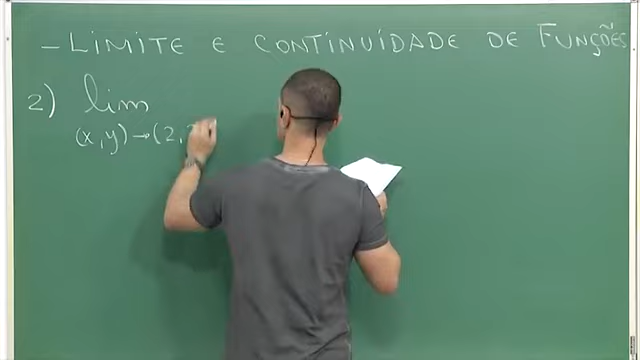 - LIMITE E CONTINUIDADE DE FUNÇÕES
2) lim
(x,y)→(2,